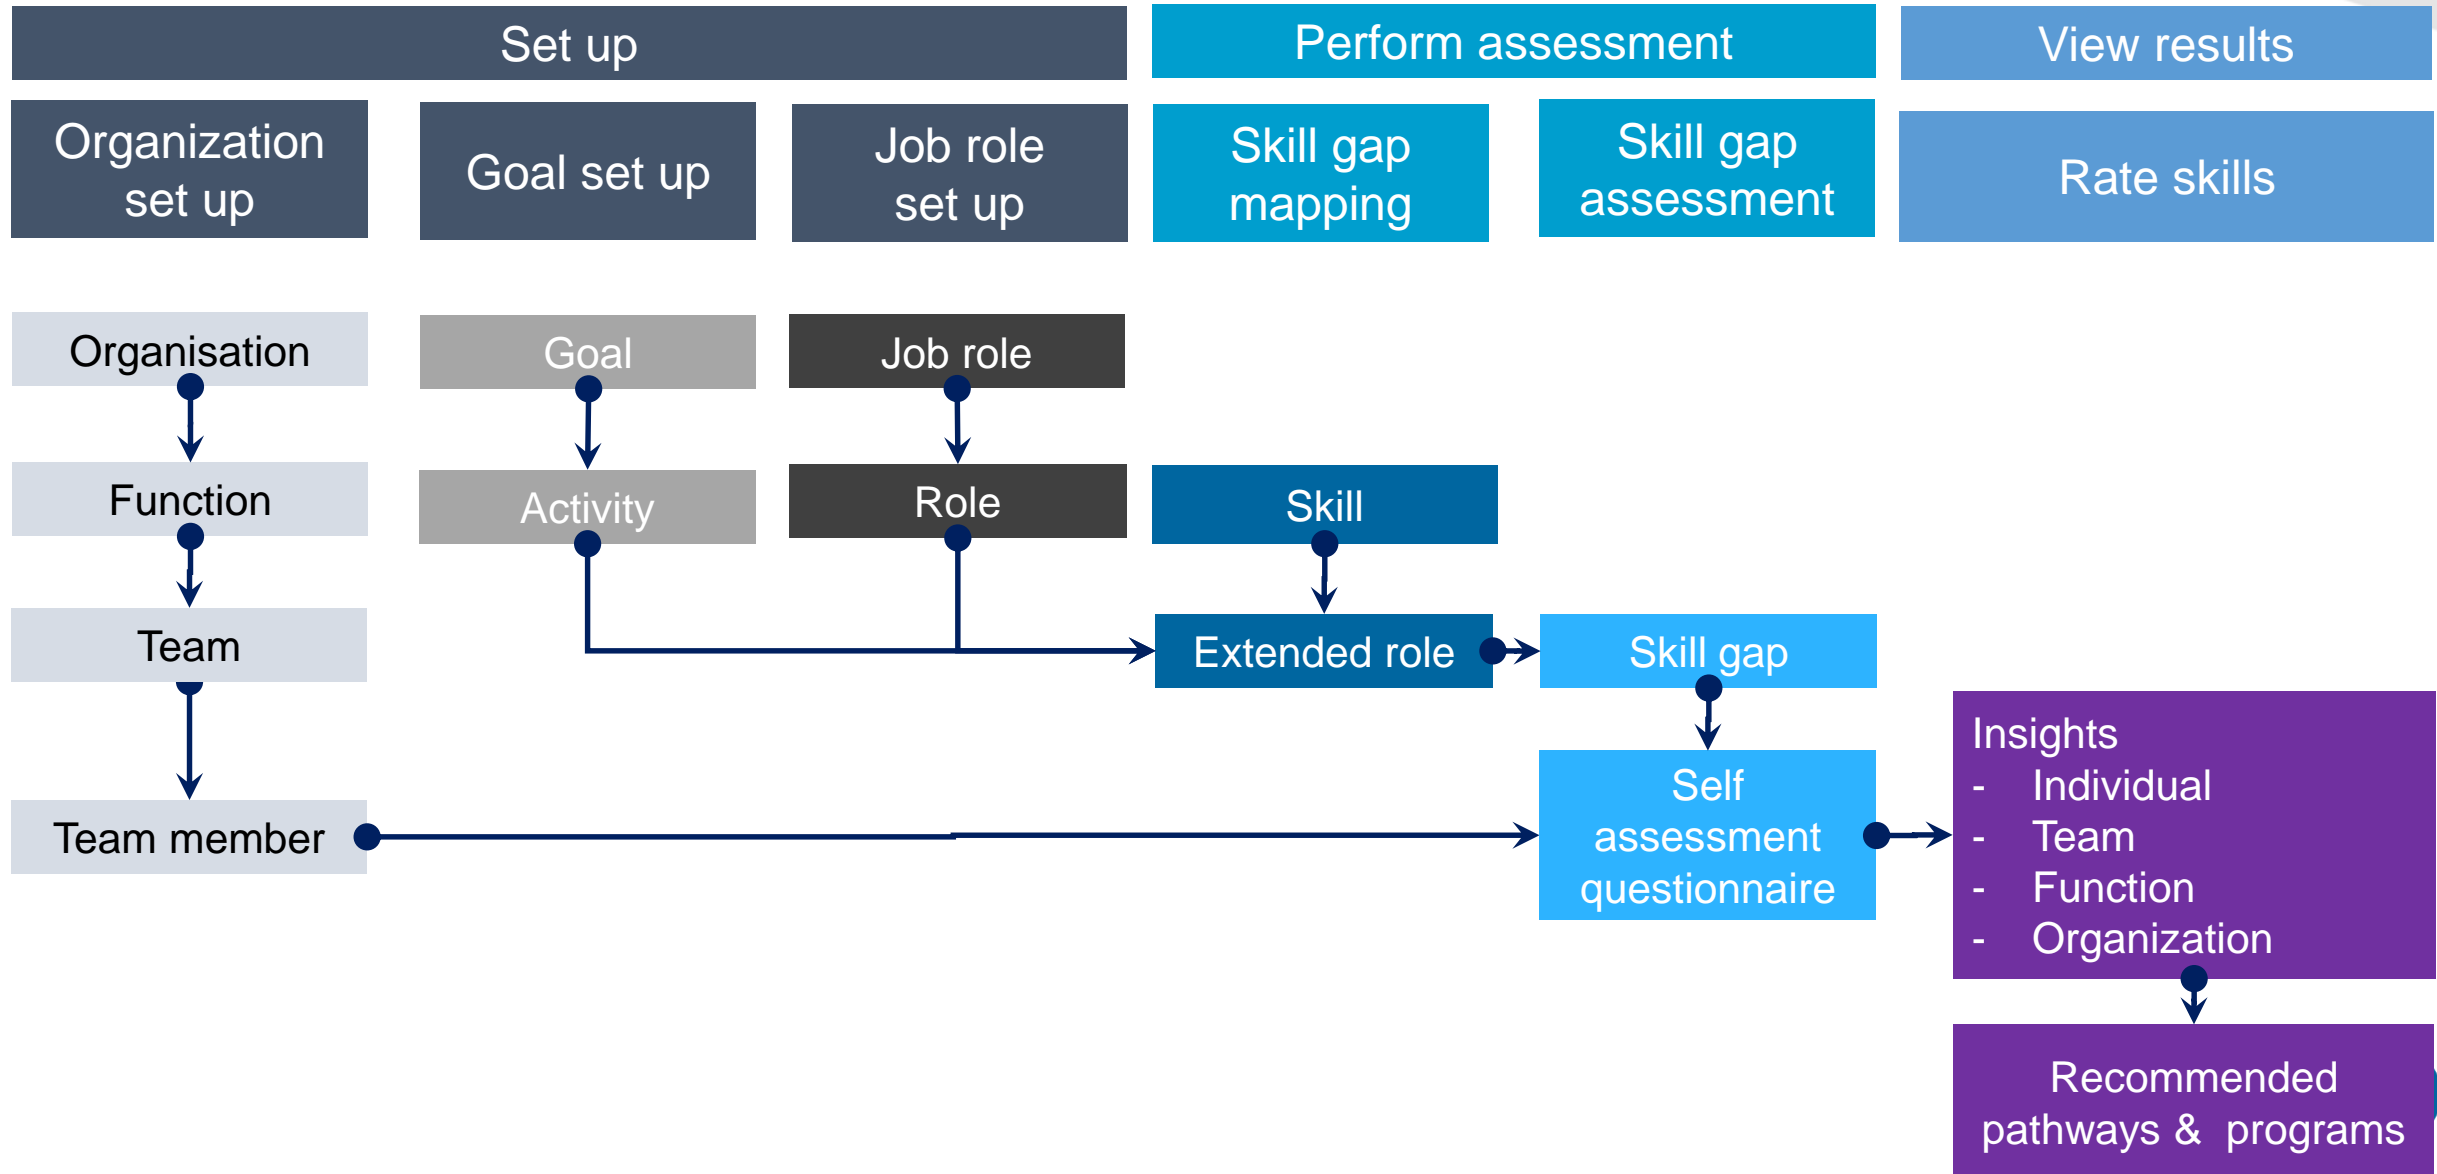 Set up
Perform assessment
View results
Organization
set up
Goal set up
Job role
set up
Skill gap
mapping
Skill gap
assessment
Rate skills
Organisation
Goal
Job role
Function
Activity
Role
Skill
Team
Extended role
Skill gap
Team member
Self
assessment
questionnaire
Insights
- Individual
- Team
- Function
- Organization
Recommended
pathways & programs